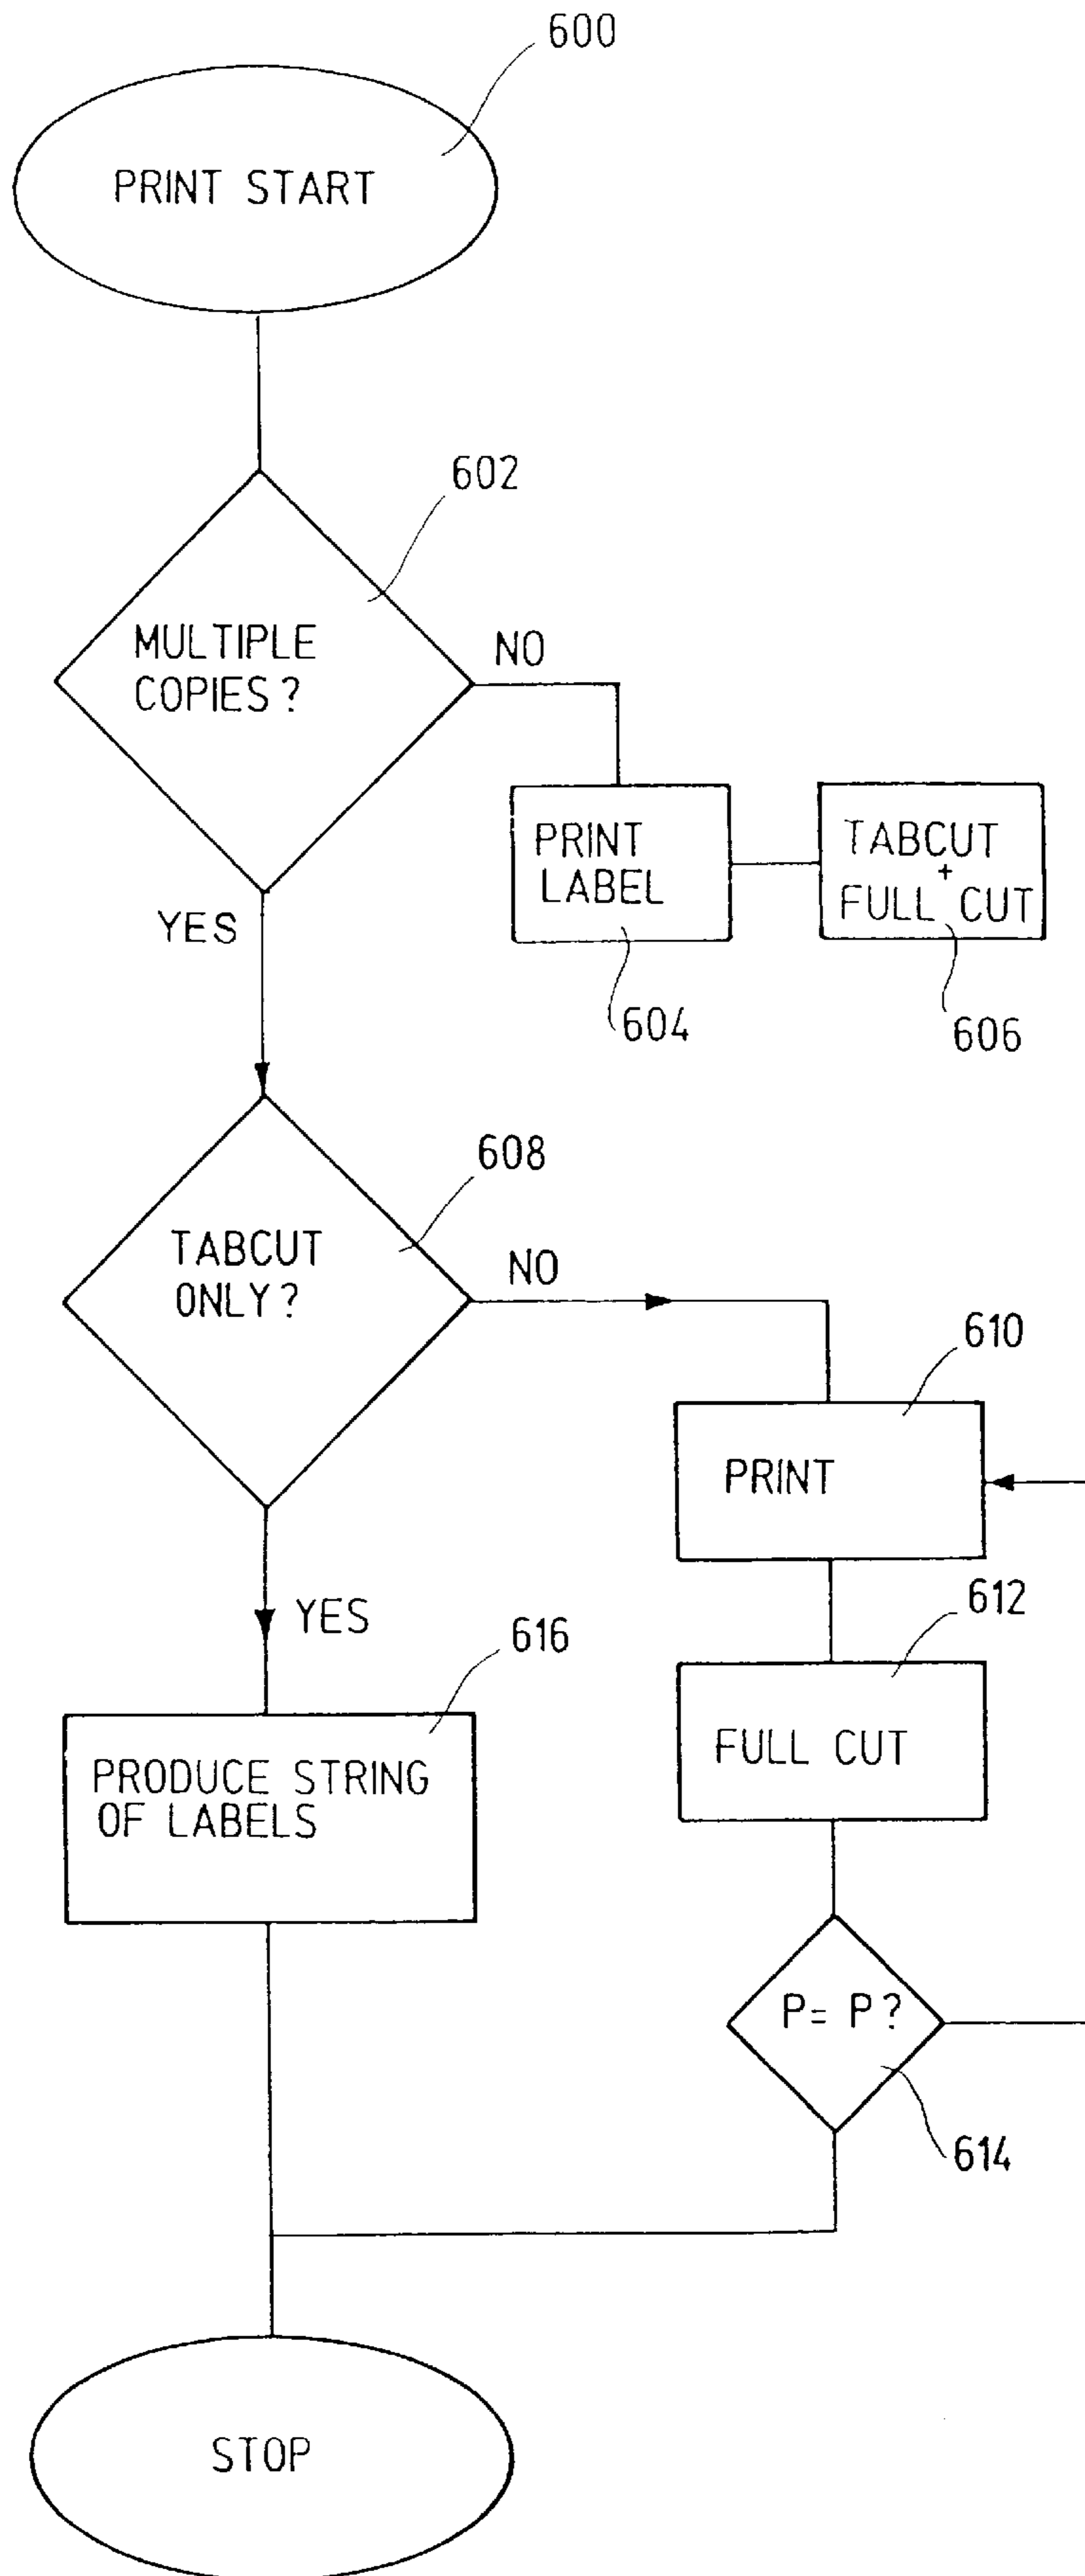 600
PRINT START
602
MULTIPLE
COPIES?
NO
PRINT
LABEL
604
TABCUT
+
FULL CUT
606
YES
608
TABCUT
ONLY?
NO
610
PRINT
612
FULL CUT
P= P?
614
YES
616
PRODUCE STRING
OF LABELS
STOP